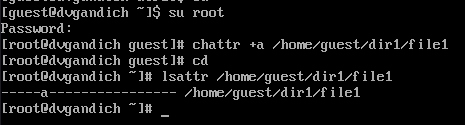 [guest@dvgandich ~]$ su root
Password:
[root@dvgandich guest]# chattr +a /home/guest/dir1/file1
[root@dvgandich guest]# cd
[root@dvgandich ~]# lsattr /home/guest/dir1/file1
-----a---------------- /home/guest/dir1/file1
[root@dvgandich ~]# _